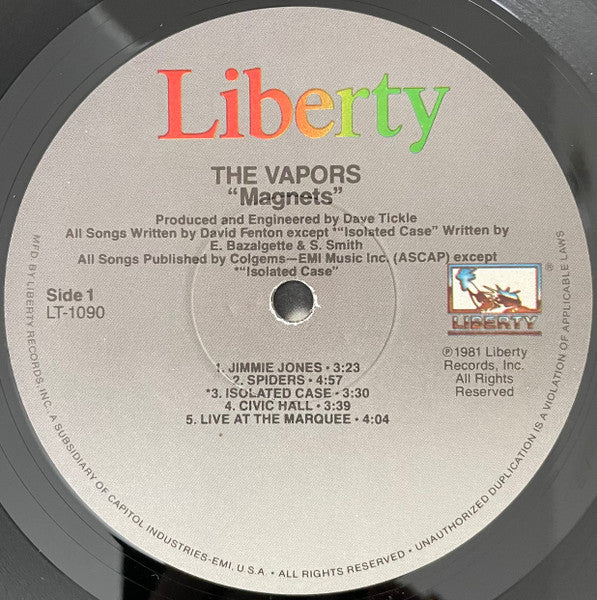 Liberty
THE VAPORS
“Magnets”
Produced and Engineered by Dave Tickle
All Songs Written by David Fenton except *“Isolated Case” Written by
E. Bazalgette & S. Smith
All Songs Published by Colgems—EMI Music Inc. (ASCAP) except
*“Isolated Case”
Side 1
LT-1090
LIBERTY
®
℗1981 Liberty
Records, Inc.
All Rights
Reserved
1. JIMMIE JONES • 3:23
2. SPIDERS • 4:57
*3. ISOLATED CASE • 3:30
4. CIVIC HALL • 3:39
5. LIVE AT THE MARQUEE • 4:04
MFD. BY LIBERTY RECORDS, INC. A SUBSIDIARY OF CAPITOL INDUSTRIES-EMI, U.S.A. • ALL RIGHTS RESERVED • UNAUTHORIZED DUPLICATION IS A VIOLATION OF APPLICABLE LAWS